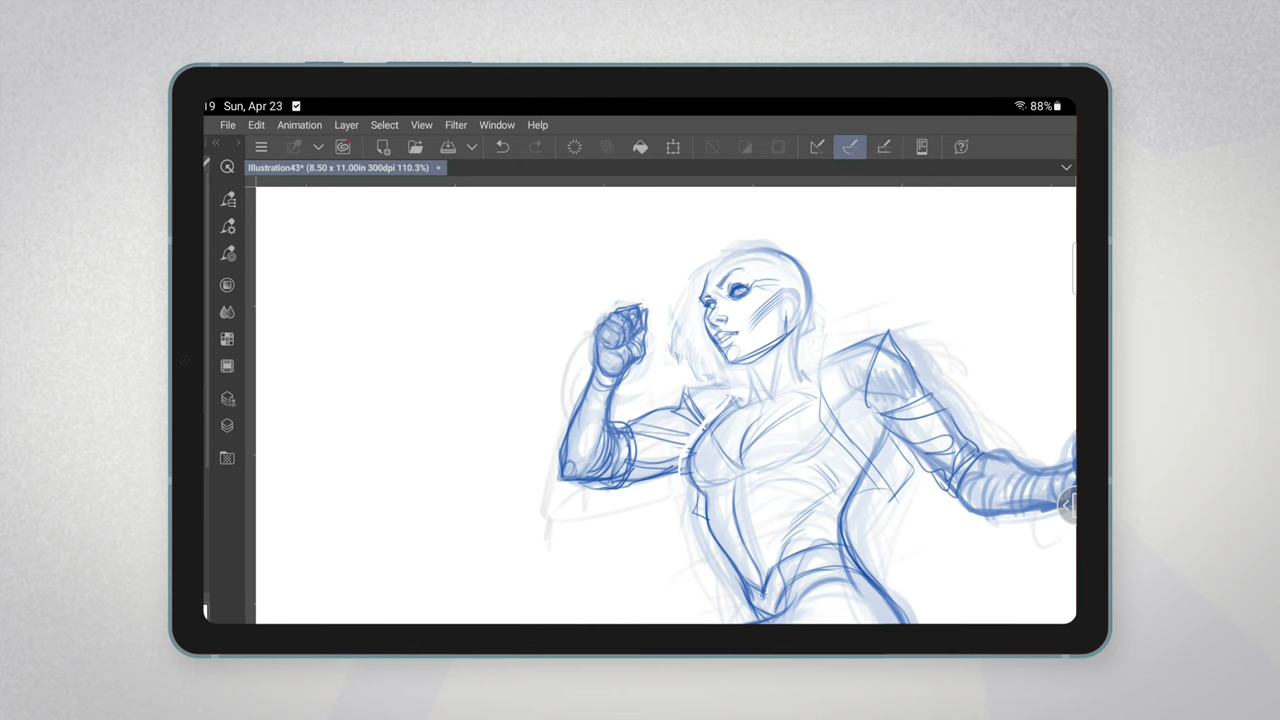 19 Sun, Apr 23 88%
File Edit Animation Layer Select View Filter Window Help
Illustration43* (8.50 x 11.00in 300dpi 110.3%)